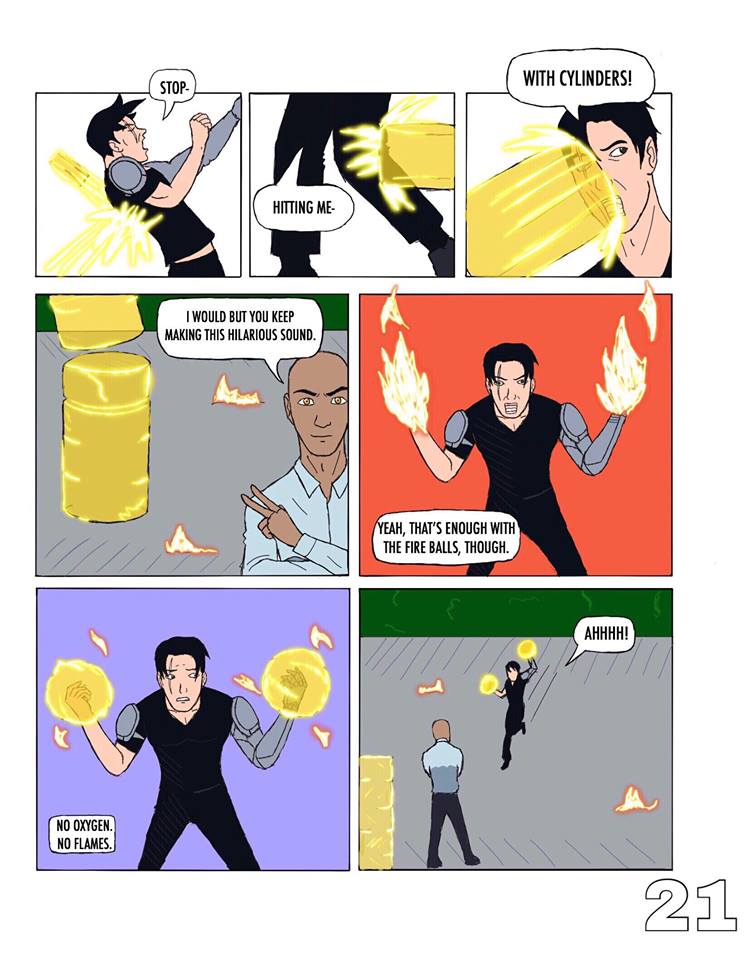 STOP-
HITTING ME-
WITH CYLINDERS!
I WOULD BUT YOU KEEP
MAKING THIS HILARIOUS SOUND.
YEAH, THAT'S ENOUGH WITH
THE FIRE BALLS, THOUGH.
NO OXYGEN.
NO FLAMES.
AHHHH!
21